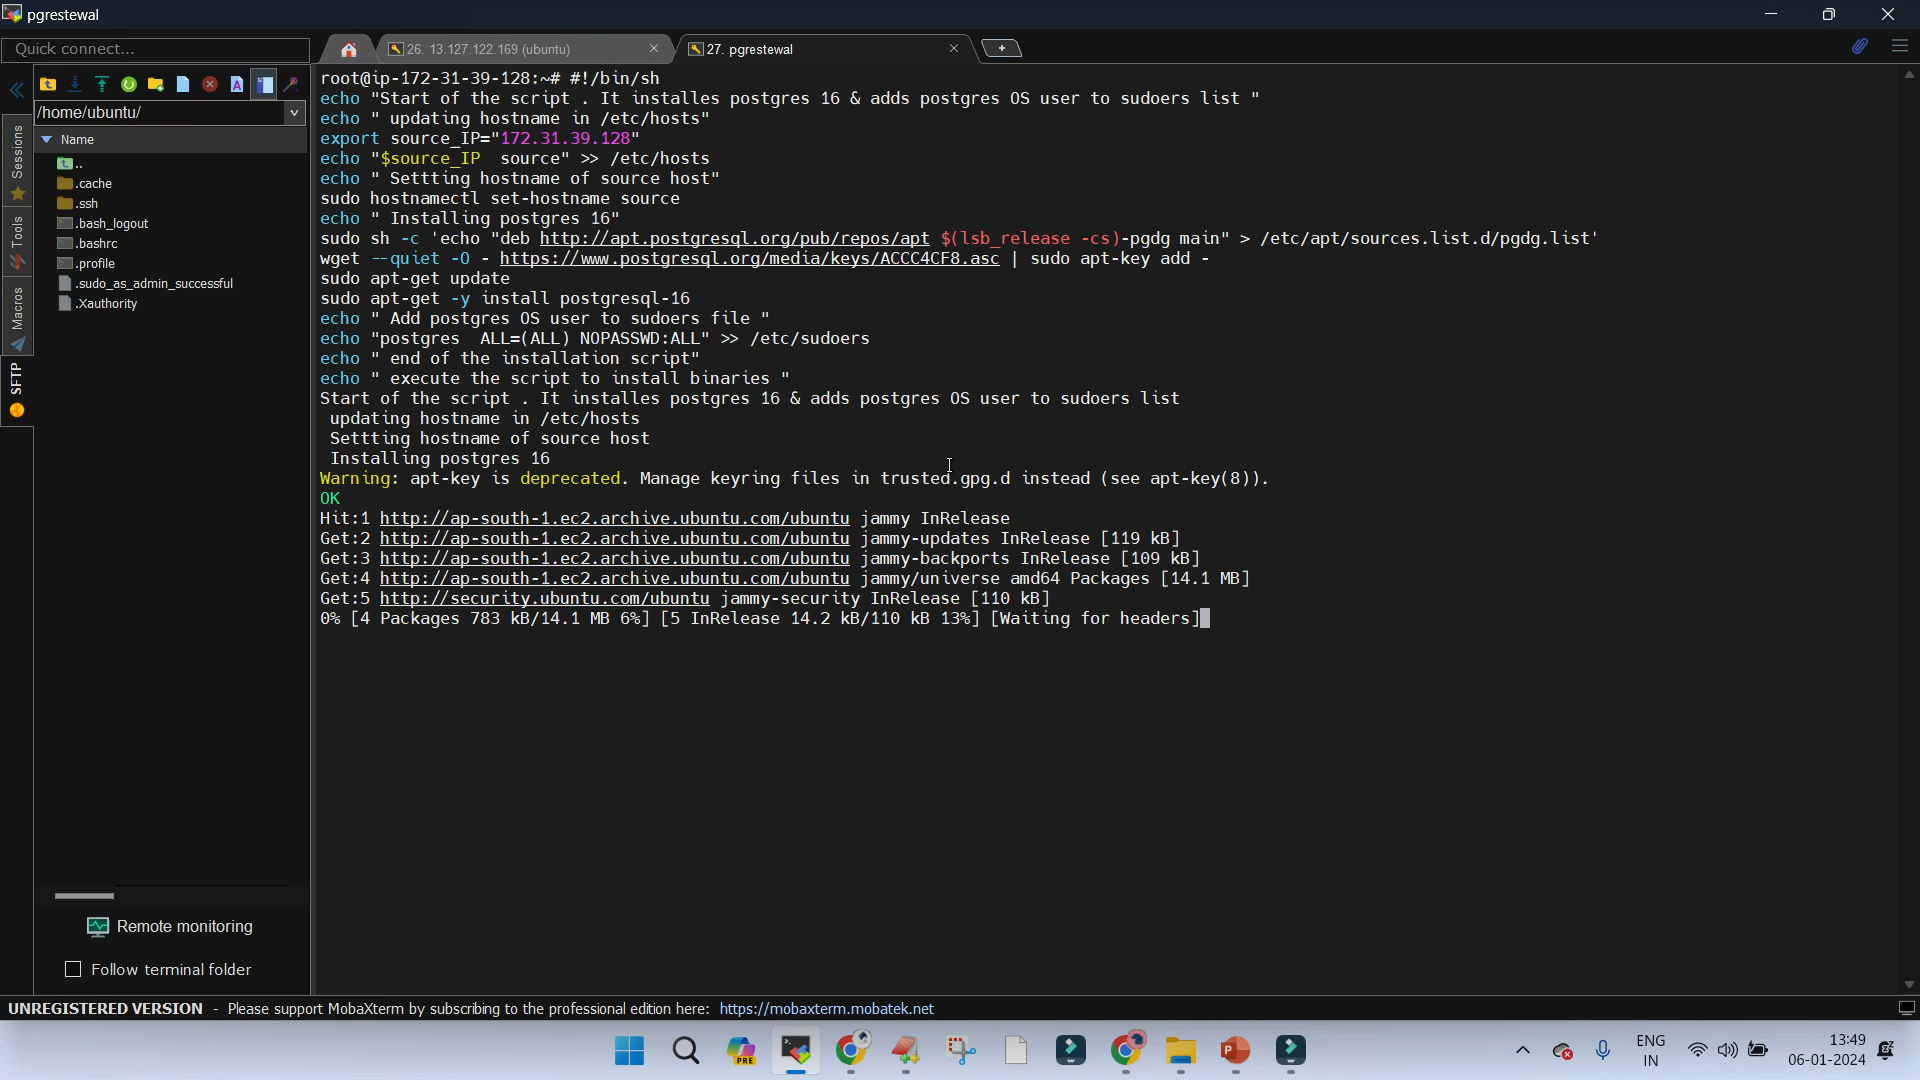 pgrestewal
Quick connect...
26. 13.127.122.169 (ubuntu)
27. pgrestewal
/home/ubuntu/
Name
..
.cache
.ssh
.bash_logout
.bashrc
.profile
.sudo_as_admin_successful
.Xauthority
Sessions
Tools
Macros
SFTP
root@ip-172-31-39-128:~# #!/bin/sh
echo "Start of the script . It installes postgres 16 & adds postgres OS user to sudoers list "
echo " updating hostname in /etc/hosts"
export source_IP="172.31.39.128"
echo "$source_IP  source" >> /etc/hosts
echo " Settting hostname of source host"
sudo hostnamectl set-hostname source
echo " Installing postgres 16"
sudo sh -c 'echo "deb http://apt.postgresql.org/pub/repos/apt $(lsb_release -cs)-pgdg main" > /etc/apt/sources.list.d/pgdg.list'
wget --quiet -O - https://www.postgresql.org/media/keys/ACCC4CF8.asc | sudo apt-key add -
sudo apt-get update
sudo apt-get -y install postgresql-16
echo " Add postgres OS user to sudoers file "
echo "postgres  ALL=(ALL) NOPASSWD:ALL" >> /etc/sudoers
echo " end of the installation script"
echo " execute the script to install binaries "
Start of the script . It installes postgres 16 & adds postgres OS user to sudoers list
updating hostname in /etc/hosts
Settting hostname of source host
Installing postgres 16
Warning: apt-key is deprecated. Manage keyring files in trusted.gpg.d instead (see apt-key(8)).
OK
Hit:1 http://ap-south-1.ec2.archive.ubuntu.com/ubuntu jammy InRelease
Get:2 http://ap-south-1.ec2.archive.ubuntu.com/ubuntu jammy-updates InRelease [119 kB]
Get:3 http://ap-south-1.ec2.archive.ubuntu.com/ubuntu jammy-backports InRelease [109 kB]
Get:4 http://ap-south-1.ec2.archive.ubuntu.com/ubuntu jammy/universe amd64 Packages [14.1 MB]
Get:5 http://security.ubuntu.com/ubuntu jammy-security InRelease [110 kB]
0% [4 Packages 783 kB/14.1 MB 6%] [5 InRelease 14.2 kB/110 kB 13%] [Waiting for headers]
Remote monitoring
Follow terminal folder
UNREGISTERED VERSION - Please support MobaXterm by subscribing to the professional edition here: https://mobaxterm.mobatek.net
PRE
ENG
IN
13:49
06-01-2024